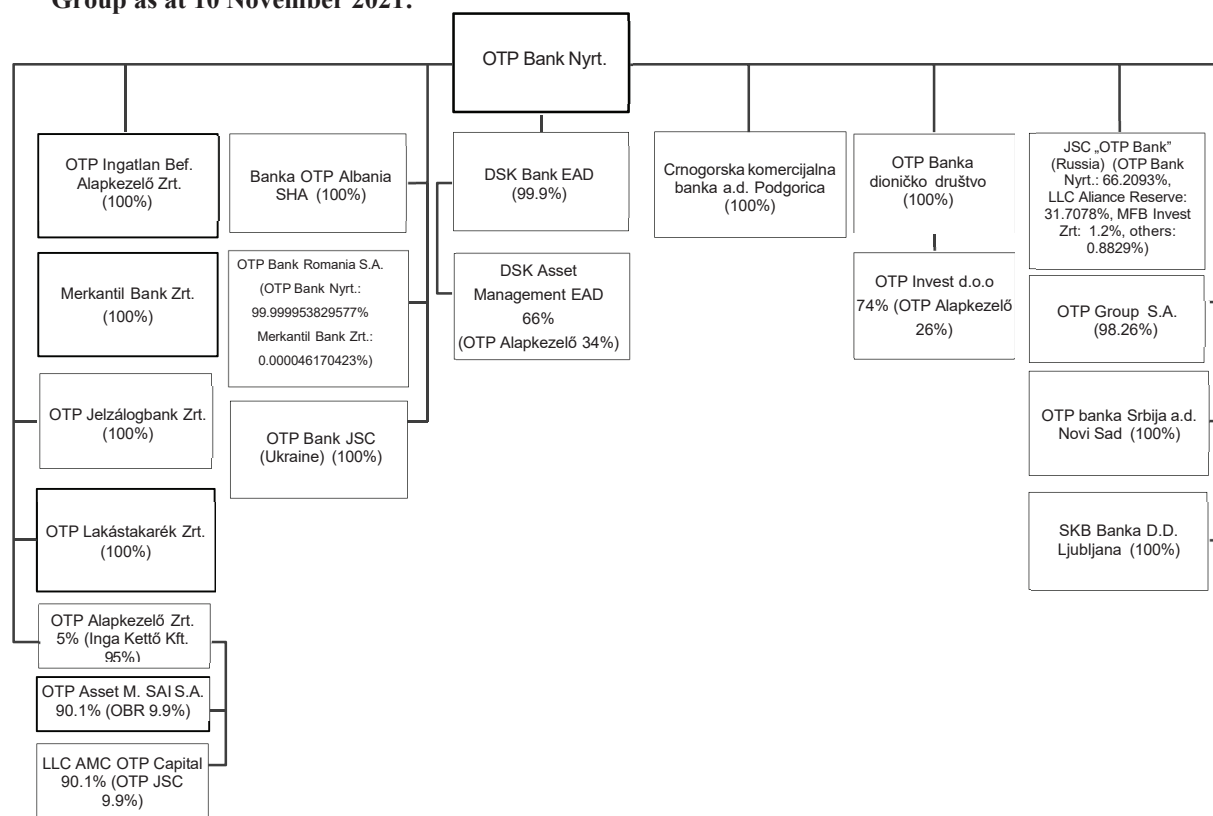 Group as at 10 November 2021:
OTP Bank Nyrt.
OTP Ingatlan Bef.
Alapkezelő Zrt.
(100%)
Banka OTP Albania
SHA (100%)
DSK Bank EAD
(99.9%)
Crnogorska komercijalna
banka a.d. Podgorica
(100%)
OTP Banka
dioničko društvo
(100%)
JSC „OTP Bank”
(Russia) (OTP Bank
Nyrt.: 66.2093%,
LLC Aliance Reserve:
31.7078%, MFB Invest
Zrt: 1.2%, others:
0.8829%)
Merkantil Bank Zrt.
(100%)
OTP Bank Romania S.A.
(OTP Bank Nyrt.:
99.999953829577%
Merkantil Bank Zrt.:
0.000046170423%)
DSK Asset
Management EAD
66%
(OTP Alapkezelő 34%)
OTP Invest d.o.o
74% (OTP Alapkezelő
26%)
OTP Group S.A.
(98.26%)
OTP Jelzálogbank Zrt.
(100%)
OTP Bank JSC
(Ukraine) (100%)
OTP banka Srbija a.d.
Novi Sad (100%)
OTP Lakástakarék Zrt.
(100%)
SKB Banka D.D.
Ljubljana (100%)
OTP Alapkezelő Zrt.
5% (Inga Kettő Kft.
95%)
OTP Asset M. SAI S.A.
90.1% (OBR 9.9%)
LLC AMC OTP Capital
90.1% (OTP JSC
9.9%)